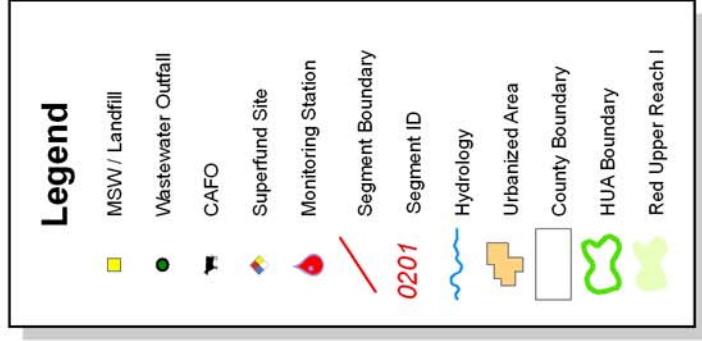 Legend
MSW / Landfill
Wastewater Outfall
CAFO
Superfund Site
Monitoring Station
Segment Boundary
0201 Segment ID
Hydrology
Urbanized Area
County Boundary
HUA Boundary
Red Upper Reach I